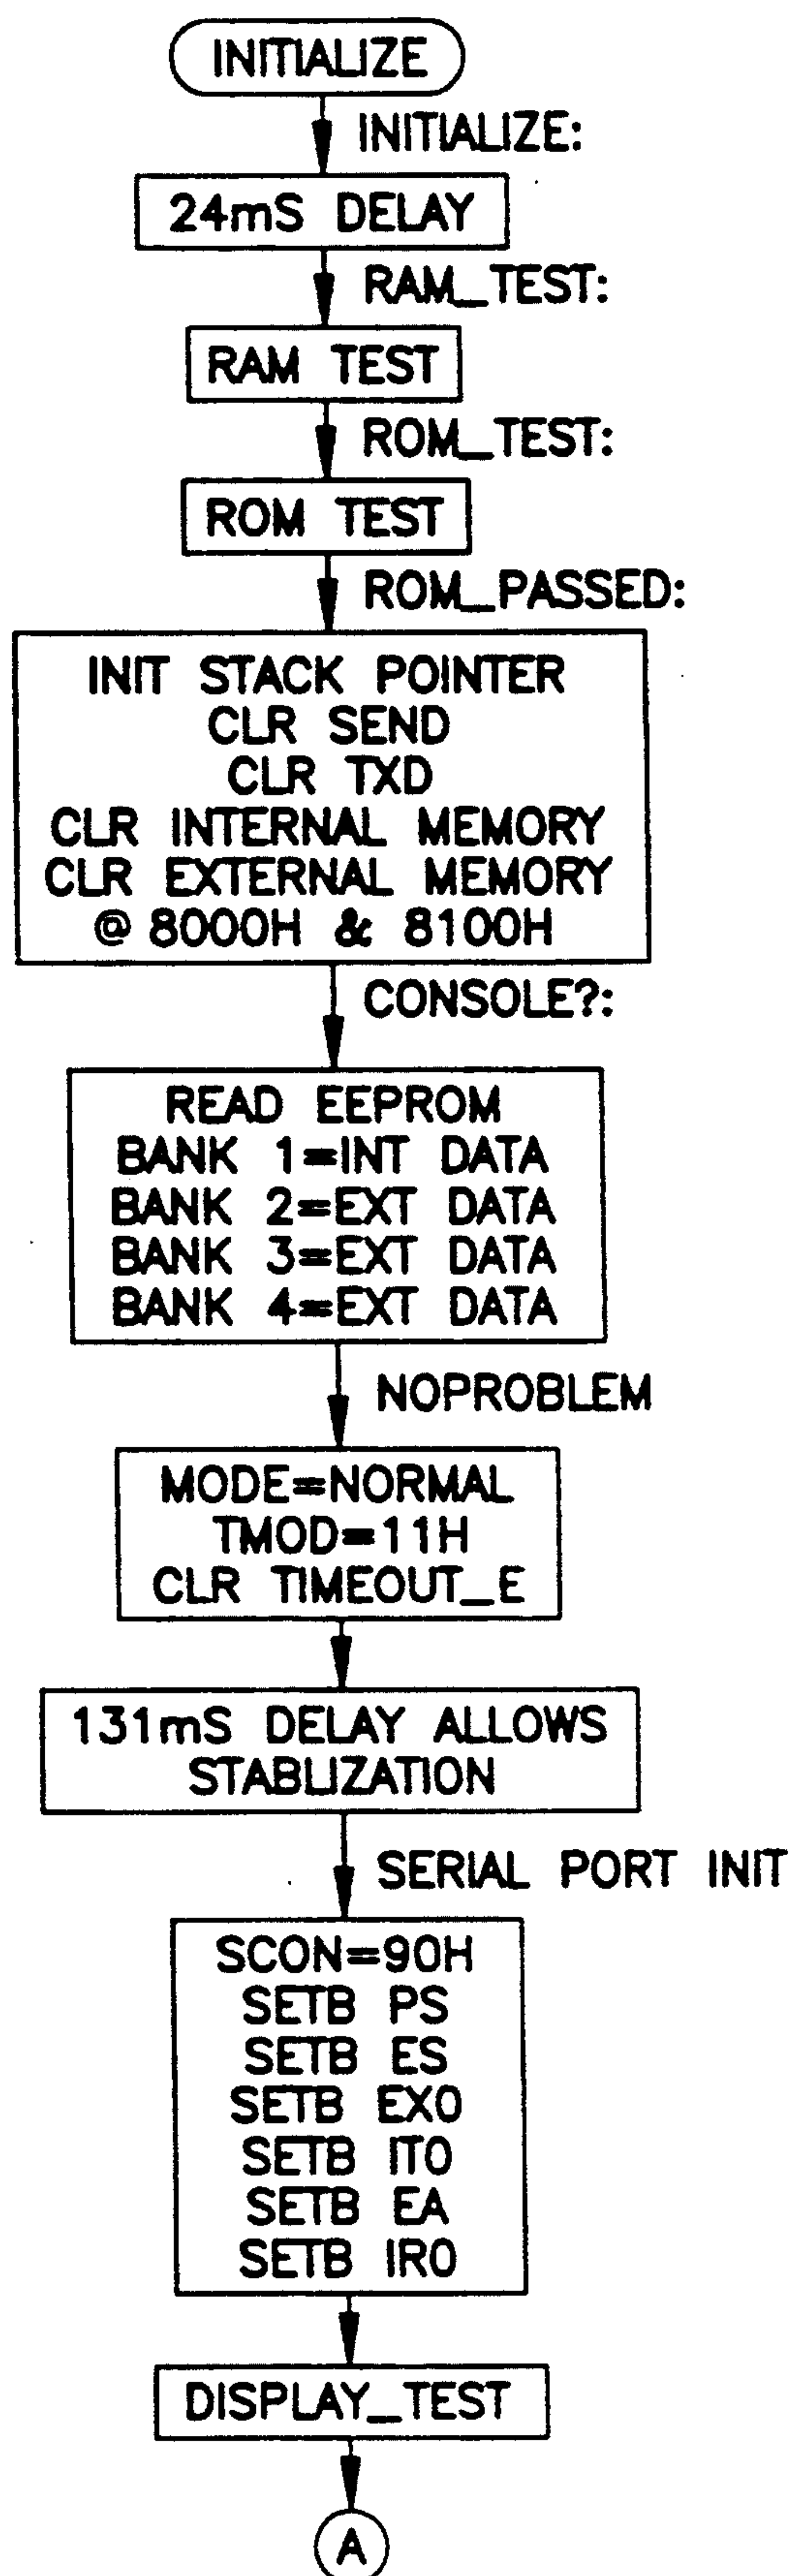 INITIALIZE
INITIALIZE:
24mS DELAY
RAM_TEST:
RAM TEST
ROM_TEST:
ROM TEST
ROM_PASSED:
INIT STACK POINTER
CLR SEND
CLR TXD
CLR INTERNAL MEMORY
CLR EXTERNAL MEMORY
@ 8000H & 8100H
CONSOLE?:
READ EEPROM
BANK 1=INT DATA
BANK 2=EXT DATA
BANK 3=EXT DATA
BANK 4=EXT DATA
NOPROBLEM
MODE=NORMAL
TMOD=11H
CLR TIMEOUT_E
131mS DELAY ALLOWS
STABLIZATION
SERIAL PORT INIT
SCON=90H
SETB PS
SETB ES
SETB EX0
SETB IT0
SETB EA
SETB IR0
DISPLAY_TEST
A